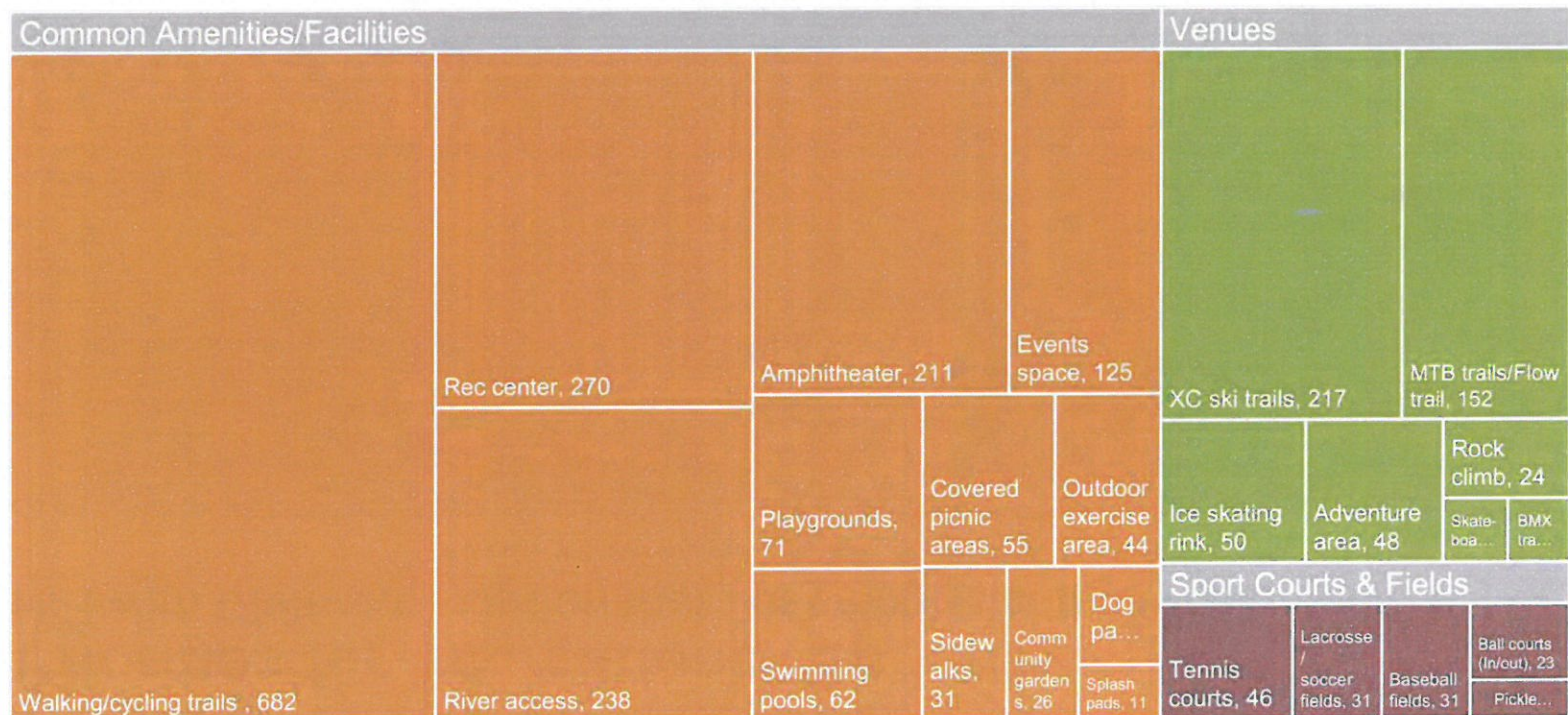 Common Amenities/Facilities
Walking/cycling trails , 682
Rec center, 270
River access, 238
Amphitheater, 211
Events
space, 125
Playgrounds,
71
Covered
picnic
areas, 55
Outdoor
exercise
area, 44
Swimming
pools, 62
Sidew
alks,
31
Comm
unity
garden
s, 26
Dog
pa...
Splash
pads, 11
Venues
XC ski trails, 217
MTB trails/Flow
trail, 152
Ice skating
rink, 50
Adventure
area, 48
Rock
climb, 24
Skate-
boa...
BMX
tra...
Sport Courts & Fields
Tennis
courts, 46
Lacrosse
/
soccer
fields, 31
Baseball
fields, 31
Ball courts
(In/out), 23
Pickle...